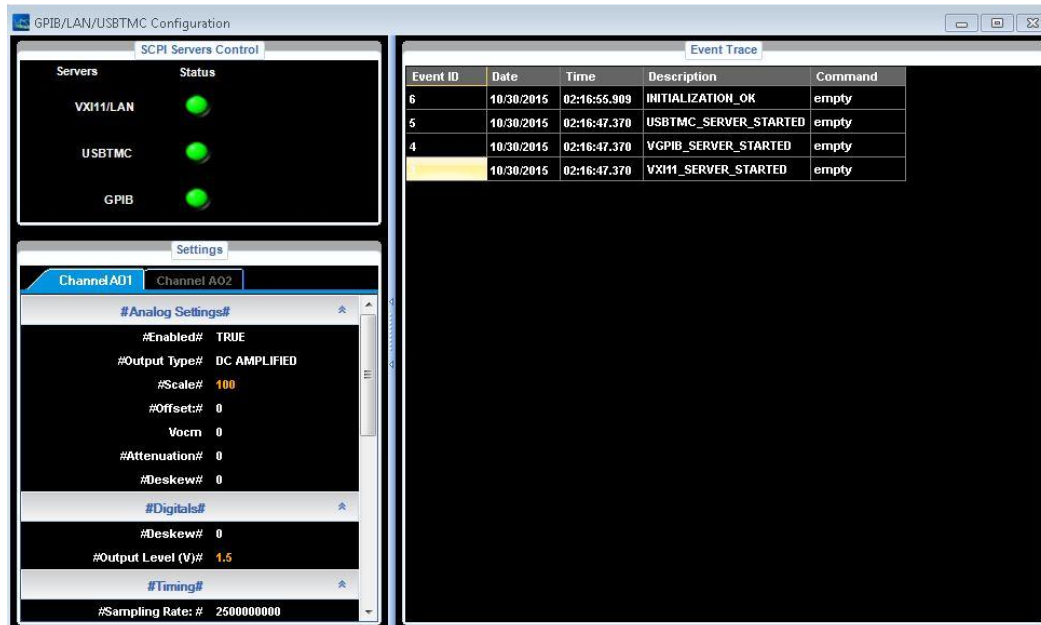 GPIB/LAN/USBTMC Configuration
SCPI Servers Control
Servers Status
VXI11/LAN
USBTMC
GPIB
Settings
Channel AO1 Channel AO2
#Analog Settings#
#Enabled# TRUE
#Output Type# DC AMPLIFIED
#Scale# 100
#Offset:# 0
Vocm 0
#Attenuation# 0
#Deskew# 0
#Digitals#
#Deskew# 0
#Output Level (V)# 1.5
#Timing#
#Sampling Rate: # 2500000000
Event Trace
Event ID Date Time Description Command
6 10/30/2015 02:16:55.909 INITIALIZATION_OK empty
5 10/30/2015 02:16:47.370 USBTMC_SERVER_STARTED empty
4 10/30/2015 02:16:47.370 VGPIB_SERVER_STARTED empty
10/30/2015 02:16:47.370 VXI11_SERVER_STARTED empty